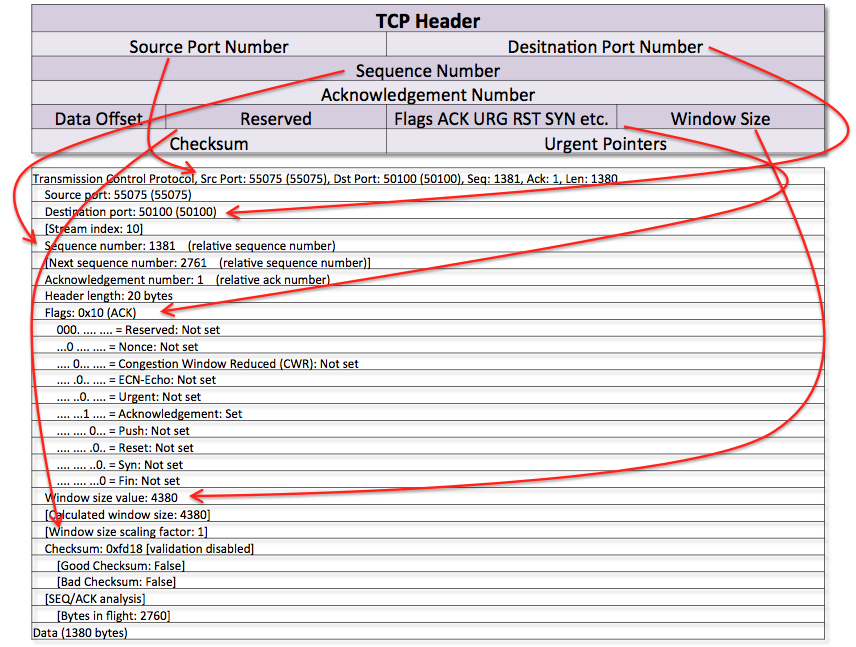 TCP Header
Source Port Number Desitnation Port Number
Sequence Number
Acknowledgement Number
Data Offset Reserved Flags ACK URG RST SYN etc. Window Size
Checksum Urgent Pointers
Transmission Control Protocol, Src Port: 55075 (55075), Dst Port: 50100 (50100), Seq: 1381, Ack: 1, Len: 1380
Source port: 55075 (55075)
Destination port: 50100 (50100)
[Stream index: 10]
Sequence number: 1381 (relative sequence number)
[Next sequence number: 2761 (relative sequence number)]
Acknowledgement number: 1 (relative ack number)
Header length: 20 bytes
Flags: 0x10 (ACK)
000. .... .... = Reserved: Not set
...0 .... .... = Nonce: Not set
.... 0... .... = Congestion Window Reduced (CWR): Not set
.... .0.. .... = ECN-Echo: Not set
.... ..0. .... = Urgent: Not set
.... ...1 .... = Acknowledgement: Set
.... .... 0... = Push: Not set
.... .... .0.. = Reset: Not set
.... .... ..0. = Syn: Not set
.... .... ...0 = Fin: Not set
Window size value: 4380
[Calculated window size: 4380]
[Window size scaling factor: 1]
Checksum: 0xfd18 [validation disabled]
[Good Checksum: False]
[Bad Checksum: False]
[SEQ/ACK analysis]
[Bytes in flight: 2760]
Data (1380 bytes)